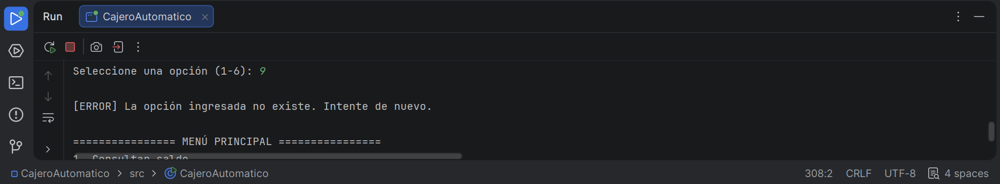 Run CajeroAutomatico
Seleccione una opción (1-6): 9
[ERROR] La opción ingresada no existe. Intente de nuevo.
================ MENÚ PRINCIPAL ================
1. Consultar saldo
CajeroAutomatico > src > CajeroAutomatico 308:2 CRLF UTF-8 4 spaces